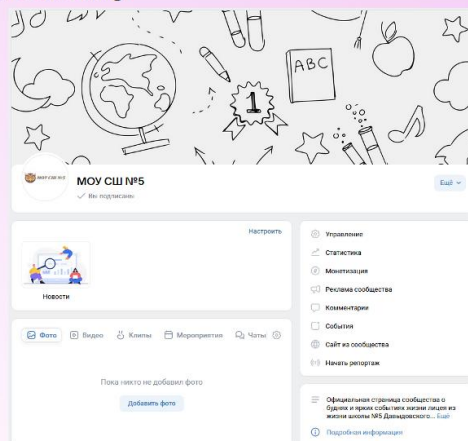 ABC
1
МОУ СШ №5
Вы подписаны
Ещё
Настроить
Новости
Фото
Видео
Клипы
Мероприятия
Чаты
Пока никто не добавил фото
Добавить фото
Управление
Статистика
Монетизация
Реклама сообщества
Комментарии
События
Сайт из сообщества
Начать репортаж
Официальная страница сообщества о
буднях и ярких событиях жизни лицея из
жизни школы №5 Давыдовского... Ещё
Подробная информация